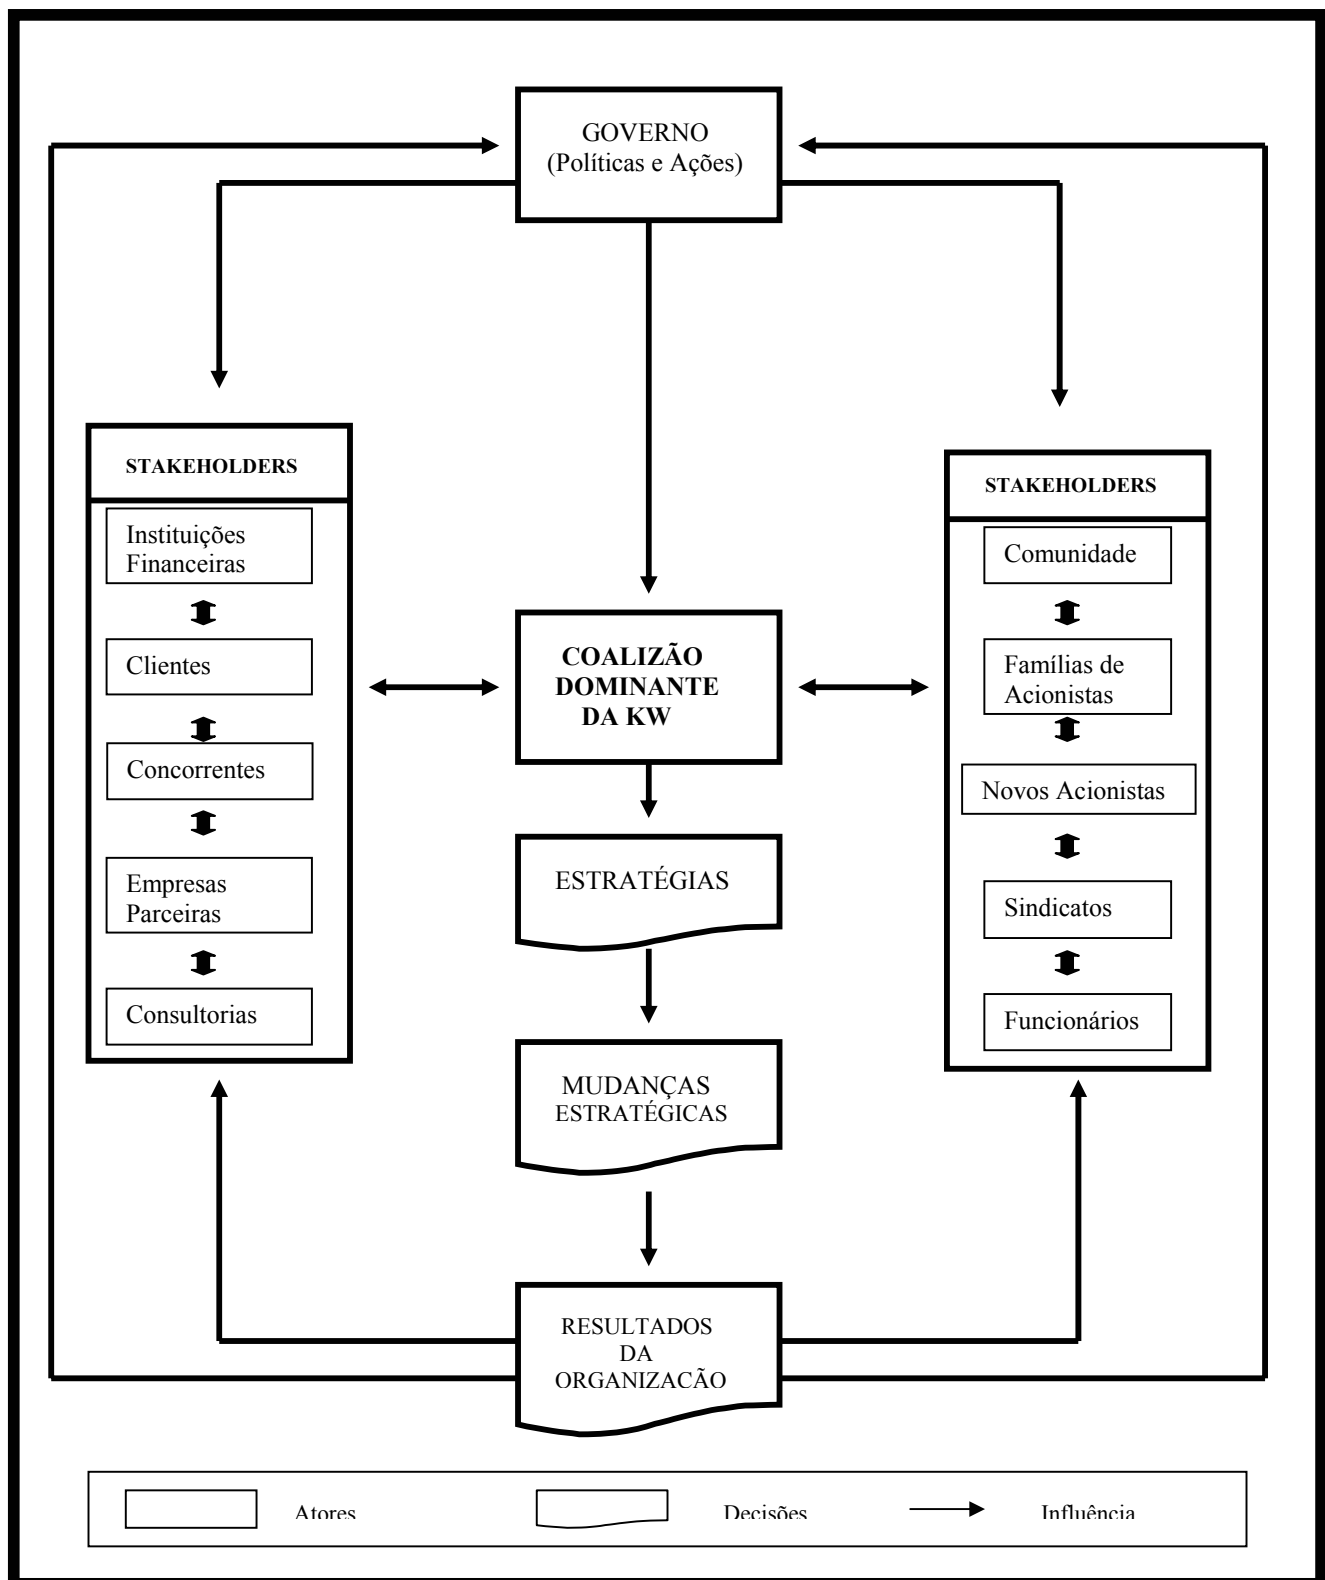 GOVERNO
(Políticas e Ações)
STAKEHOLDERS
Instituições
Financeiras
Clientes
Concorrentes
Empresas
Parceiras
Consultorias
COALIZÃO
DOMINANTE
DA KW
ESTRATÉGIAS
MUDANÇAS
ESTRATÉGICAS
RESULTADOS
DA
ORGANIZACÃO
STAKEHOLDERS
Comunidade
Famílias de
Acionistas
Novos Acionistas
Sindicatos
Funcionários
Atores
Decisões
Influência